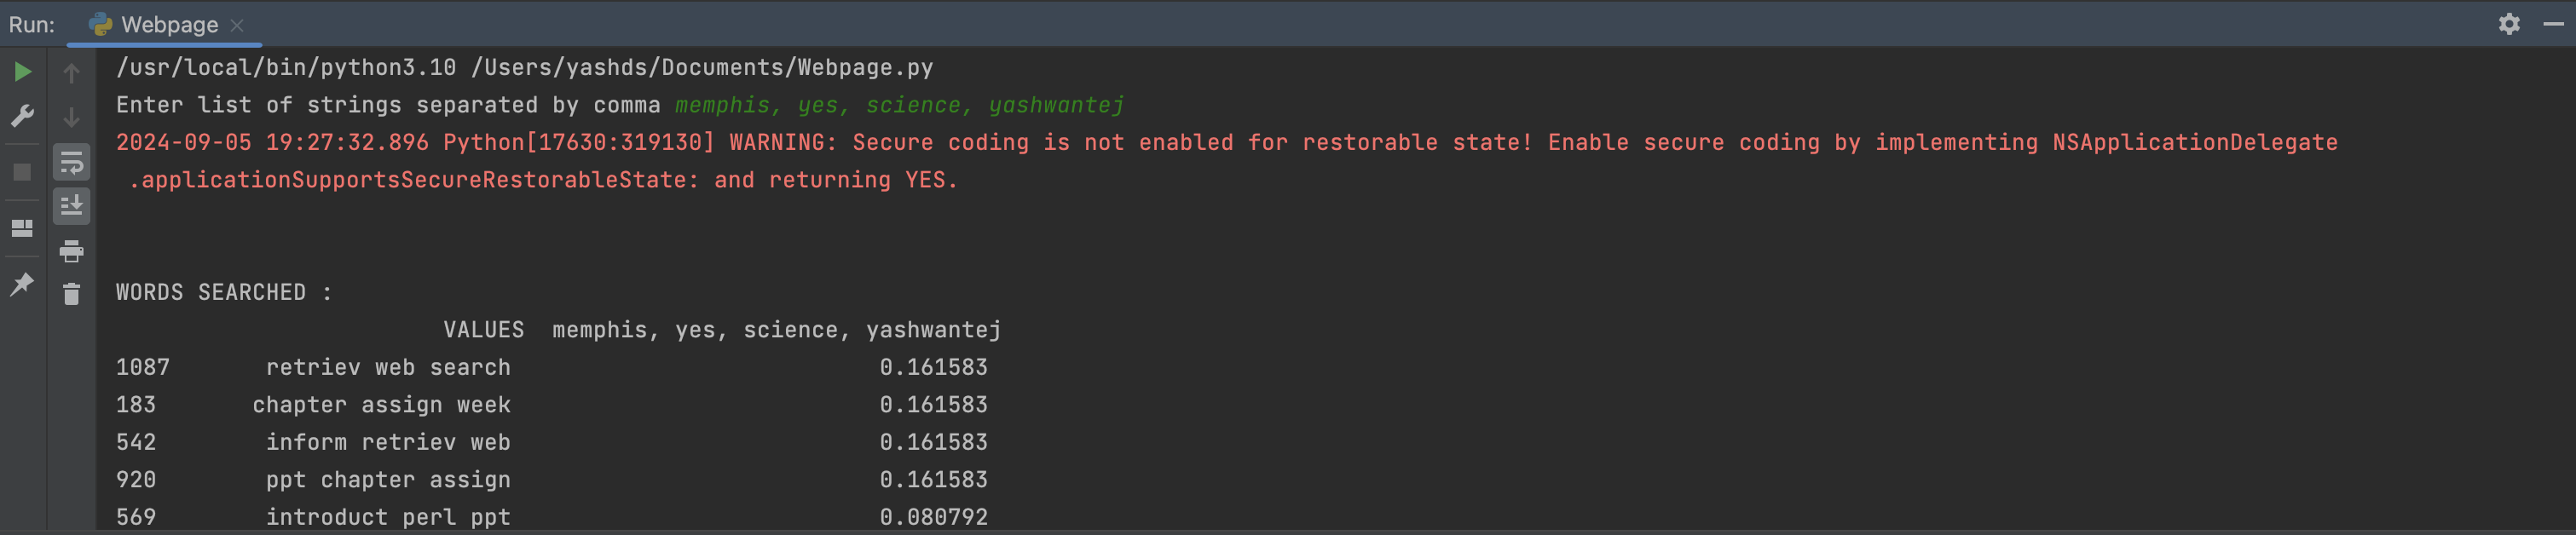 Run: Webpage
/usr/local/bin/python3.10 /Users/yashds/Documents/Webpage.py
Enter list of strings separated by comma memphis, yes, science, yashwantej
2024-09-05 19:27:32.896 Python[17630:319130] WARNING: Secure coding is not enabled for restorable state! Enable secure coding by implementing NSApplicationDelegate
.applicationSupportsSecureRestorableState: and returning YES.
WORDS SEARCHED :
VALUES memphis, yes, science, yashwantej
1087 retriev web search 0.161583
183 chapter assign week 0.161583
542 inform retriev web 0.161583
920 ppt chapter assign 0.161583
569 introduct perl ppt 0.080792